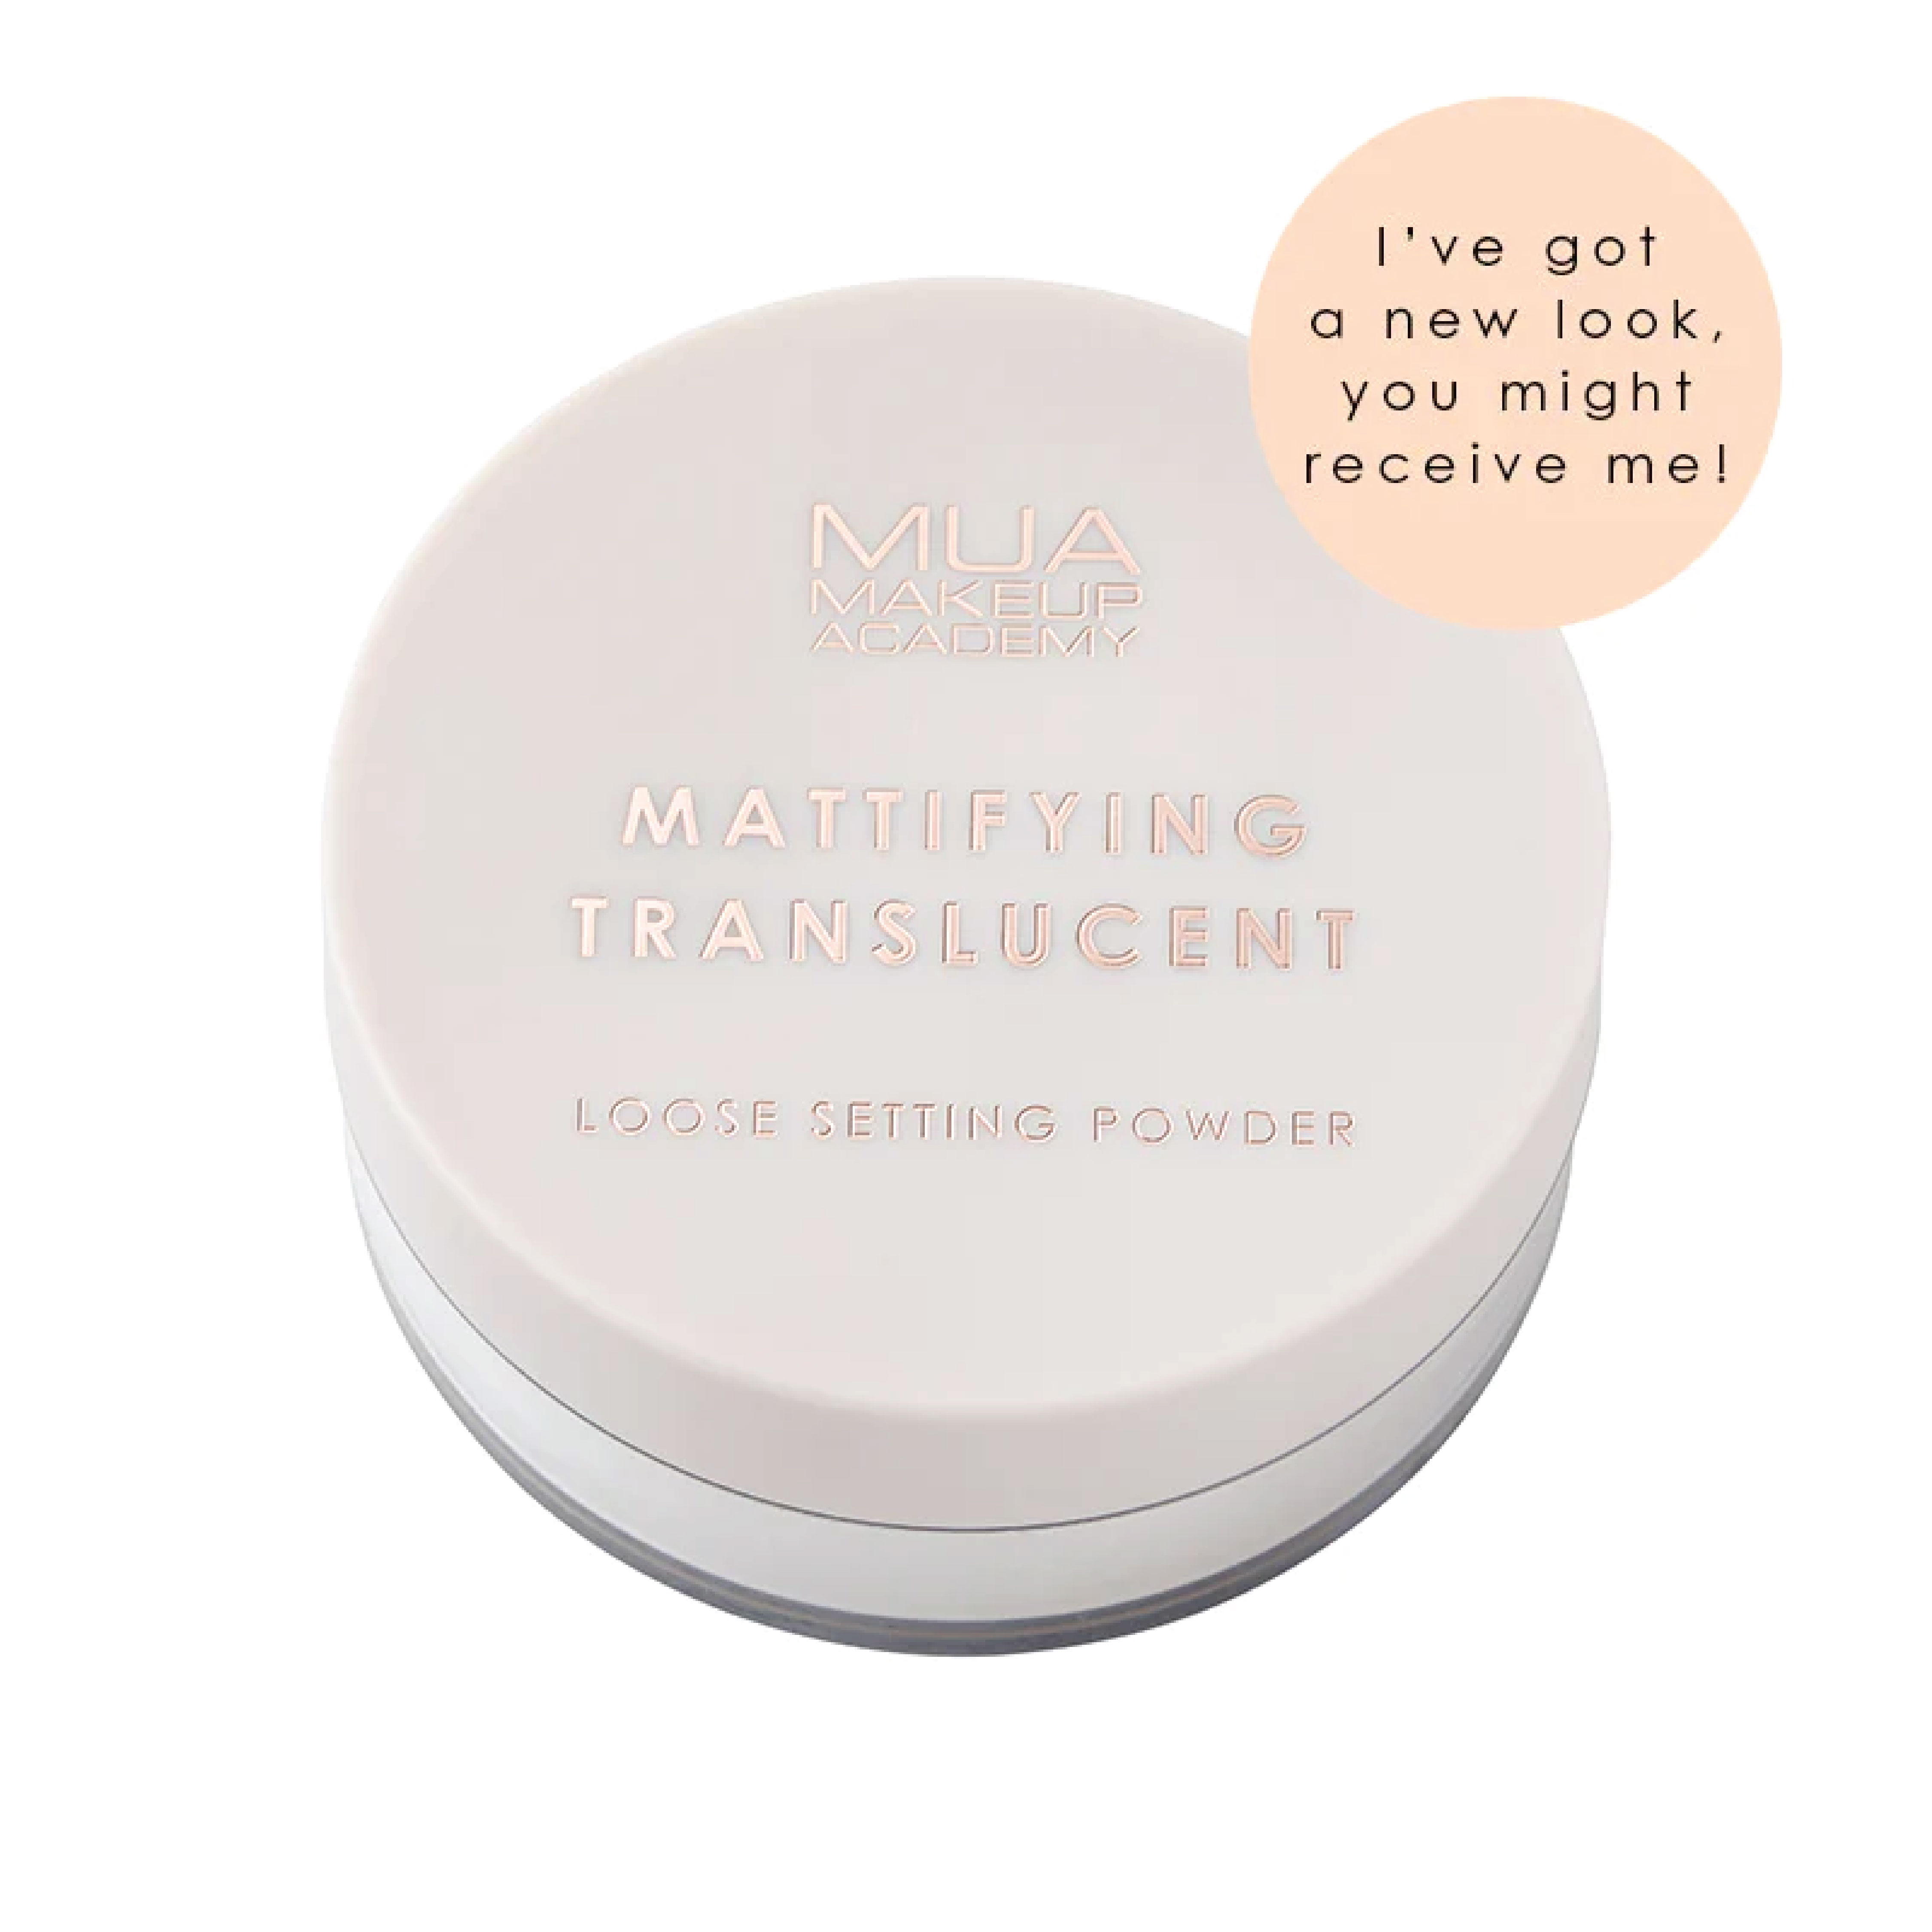 I've got
a new look,
you might
receive me!
MUA
MAKEUP
ACADEMY
MATTIFYING
TRANSLUCENT
LOOSE SETTING POWDER